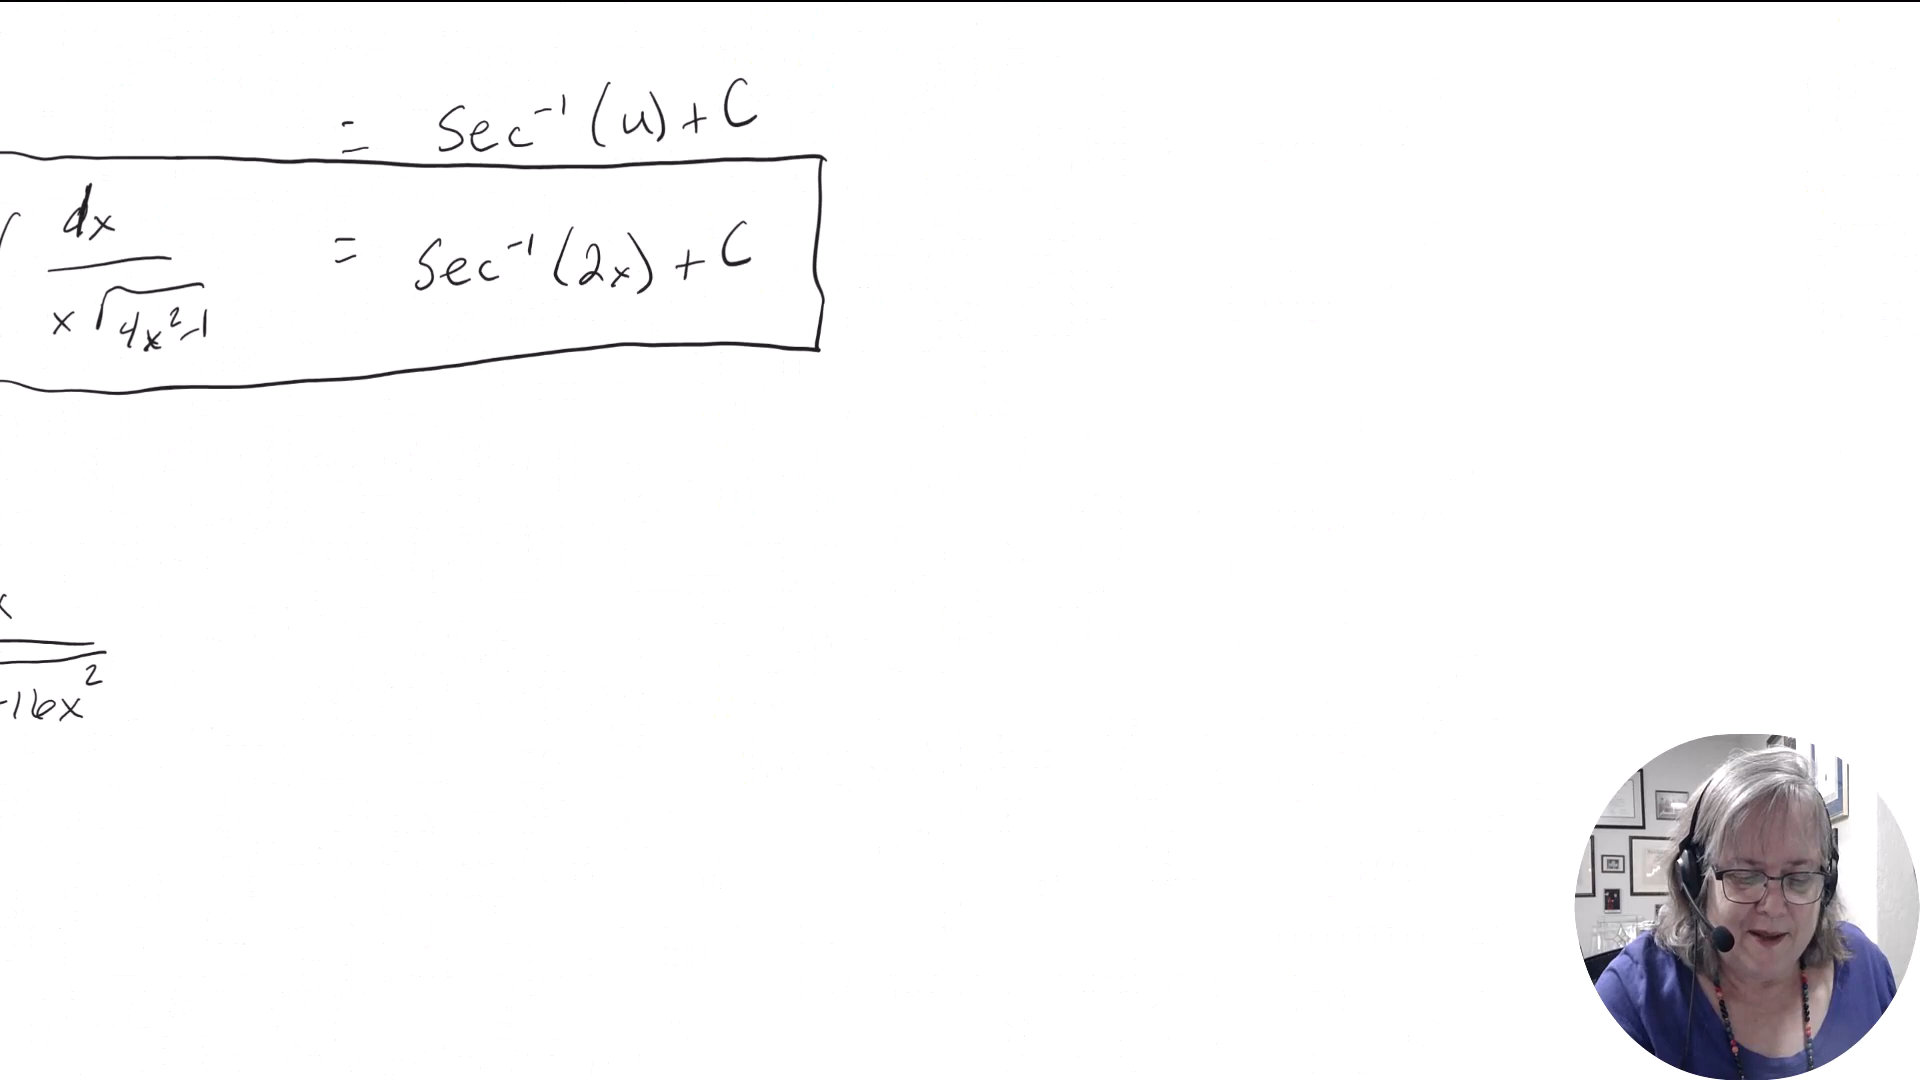 = Sec⁻¹ (u) + C
∫ dx / x √4x²-1 = Sec⁻¹ (2x) + C
x
-16x²